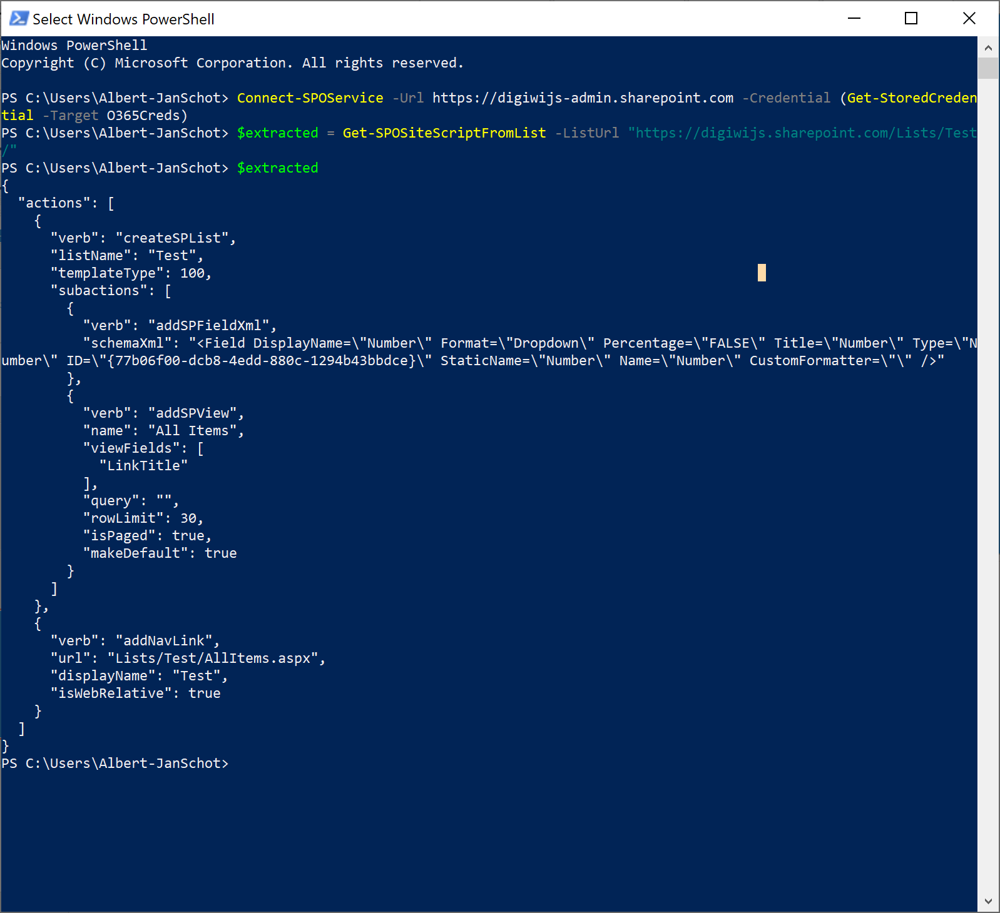 Select Windows PowerShell
Windows PowerShell
Copyright (C) Microsoft Corporation. All rights reserved.
PS C:\Users\Albert-JanSchot> Connect-SPOService -Url https://digiwijs-admin.sharepoint.com -Credential (Get-StoredCreden
tial -Target O365Creds)
PS C:\Users\Albert-JanSchot> $extracted = Get-SPOSiteScriptFromList -ListUrl "https://digiwijs.sharepoint.com/Lists/Test
/"
PS C:\Users\Albert-JanSchot> $extracted
{
  "actions": [
    {
      "verb": "createSPList",
      "listName": "Test",
      "templateType": 100,
      "subactions": [
        {
          "verb": "addSPFieldXml",
          "schemaXml": "<Field DisplayName=\"Number\" Format=\"Dropdown\" Percentage=\"FALSE\" Title=\"Number\" Type=\"N
umber\" ID=\"{77b06f00-dcb8-4edd-880c-1294b43bbdce}\" StaticName=\"Number\" Name=\"Number\" CustomFormatter=\"\" />"
        },
        {
          "verb": "addSPView",
          "name": "All Items",
          "viewFields": [
            "LinkTitle"
          ],
          "query": "",
          "rowLimit": 30,
          "isPaged": true,
          "makeDefault": true
        }
      ]
    },
    {
      "verb": "addNavLink",
      "url": "Lists/Test/AllItems.aspx",
      "displayName": "Test",
      "isWebRelative": true
    }
  ]
}
PS C:\Users\Albert-JanSchot>